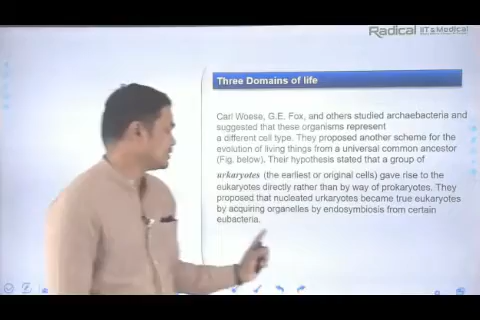 Radical IITs Medical
Three Domains of life
Carl Woese, G.E. Fox, and others studied archaebacteria and
suggested that these organisms represent
a different cell type. They proposed another scheme for the
evolution of living things from a universal common ancestor
(Fig. below). Their hypothesis stated that a group of
urkaryotes (the earliest or original cells) gave rise to the
eukaryotes directly rather than by way of prokaryotes. They
proposed that nucleated urkaryotes became true eukaryotes
by acquiring organelles by endosymbiosis from certain
eubacteria.